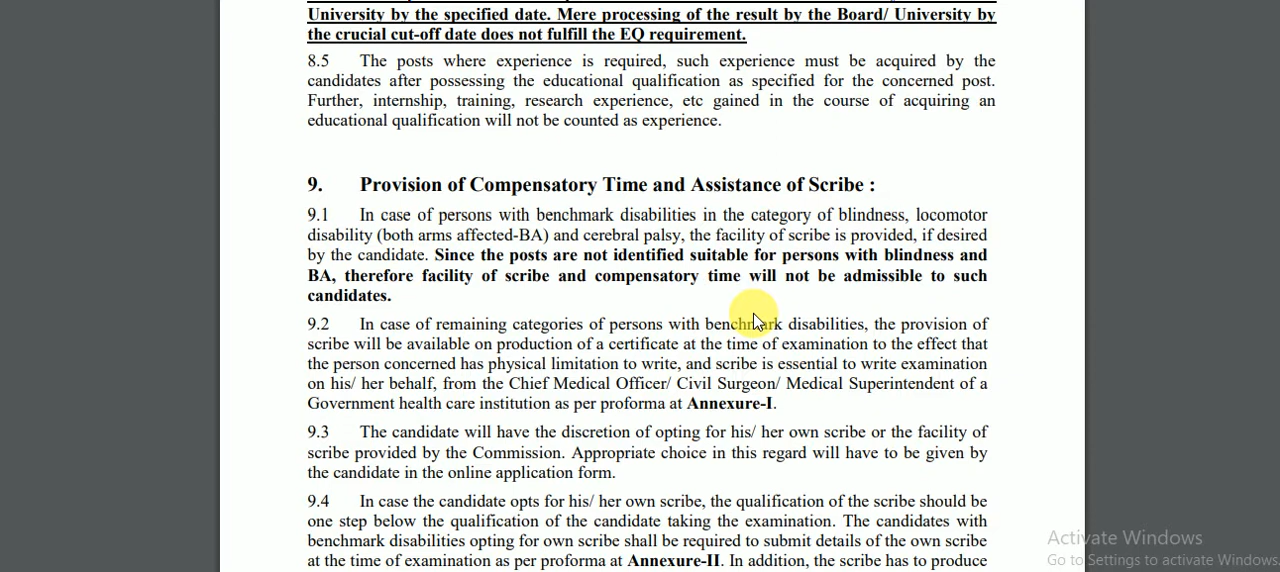 University by the specified date. Mere processing of the result by the Board/ University by
the crucial cut-off date does not fulfill the EQ requirement.
8.5 The posts where experience is required, such experience must be acquired by the
candidates after possessing the educational qualification as specified for the concerned post.
Further, internship, training, research experience, etc gained in the course of acquiring an
educational qualification will not be counted as experience.
9. Provision of Compensatory Time and Assistance of Scribe :
9.1 In case of persons with benchmark disabilities in the category of blindness, locomotor
disability (both arms affected-BA) and cerebral palsy, the facility of scribe is provided, if desired
by the candidate. Since the posts are not identified suitable for persons with blindness and
BA, therefore facility of scribe and compensatory time will not be admissible to such
candidates.
9.2 In case of remaining categories of persons with benchmark disabilities, the provision of
scribe will be available on production of a certificate at the time of examination to the effect that
the person concerned has physical limitation to write, and scribe is essential to write examination
on his/ her behalf, from the Chief Medical Officer/ Civil Surgeon/ Medical Superintendent of a
Government health care institution as per proforma at Annexure-I.
9.3 The candidate will have the discretion of opting for his/ her own scribe or the facility of
scribe provided by the Commission. Appropriate choice in this regard will have to be given by
the candidate in the online application form.
9.4 In case the candidate opts for his/ her own scribe, the qualification of the scribe should be
one step below the qualification of the candidate taking the examination. The candidates with
benchmark disabilities opting for own scribe shall be required to submit details of the own scribe
at the time of examination as per proforma at Annexure-II. In addition, the scribe has to produce
Activate Windows
Go to Settings to activate Windows.